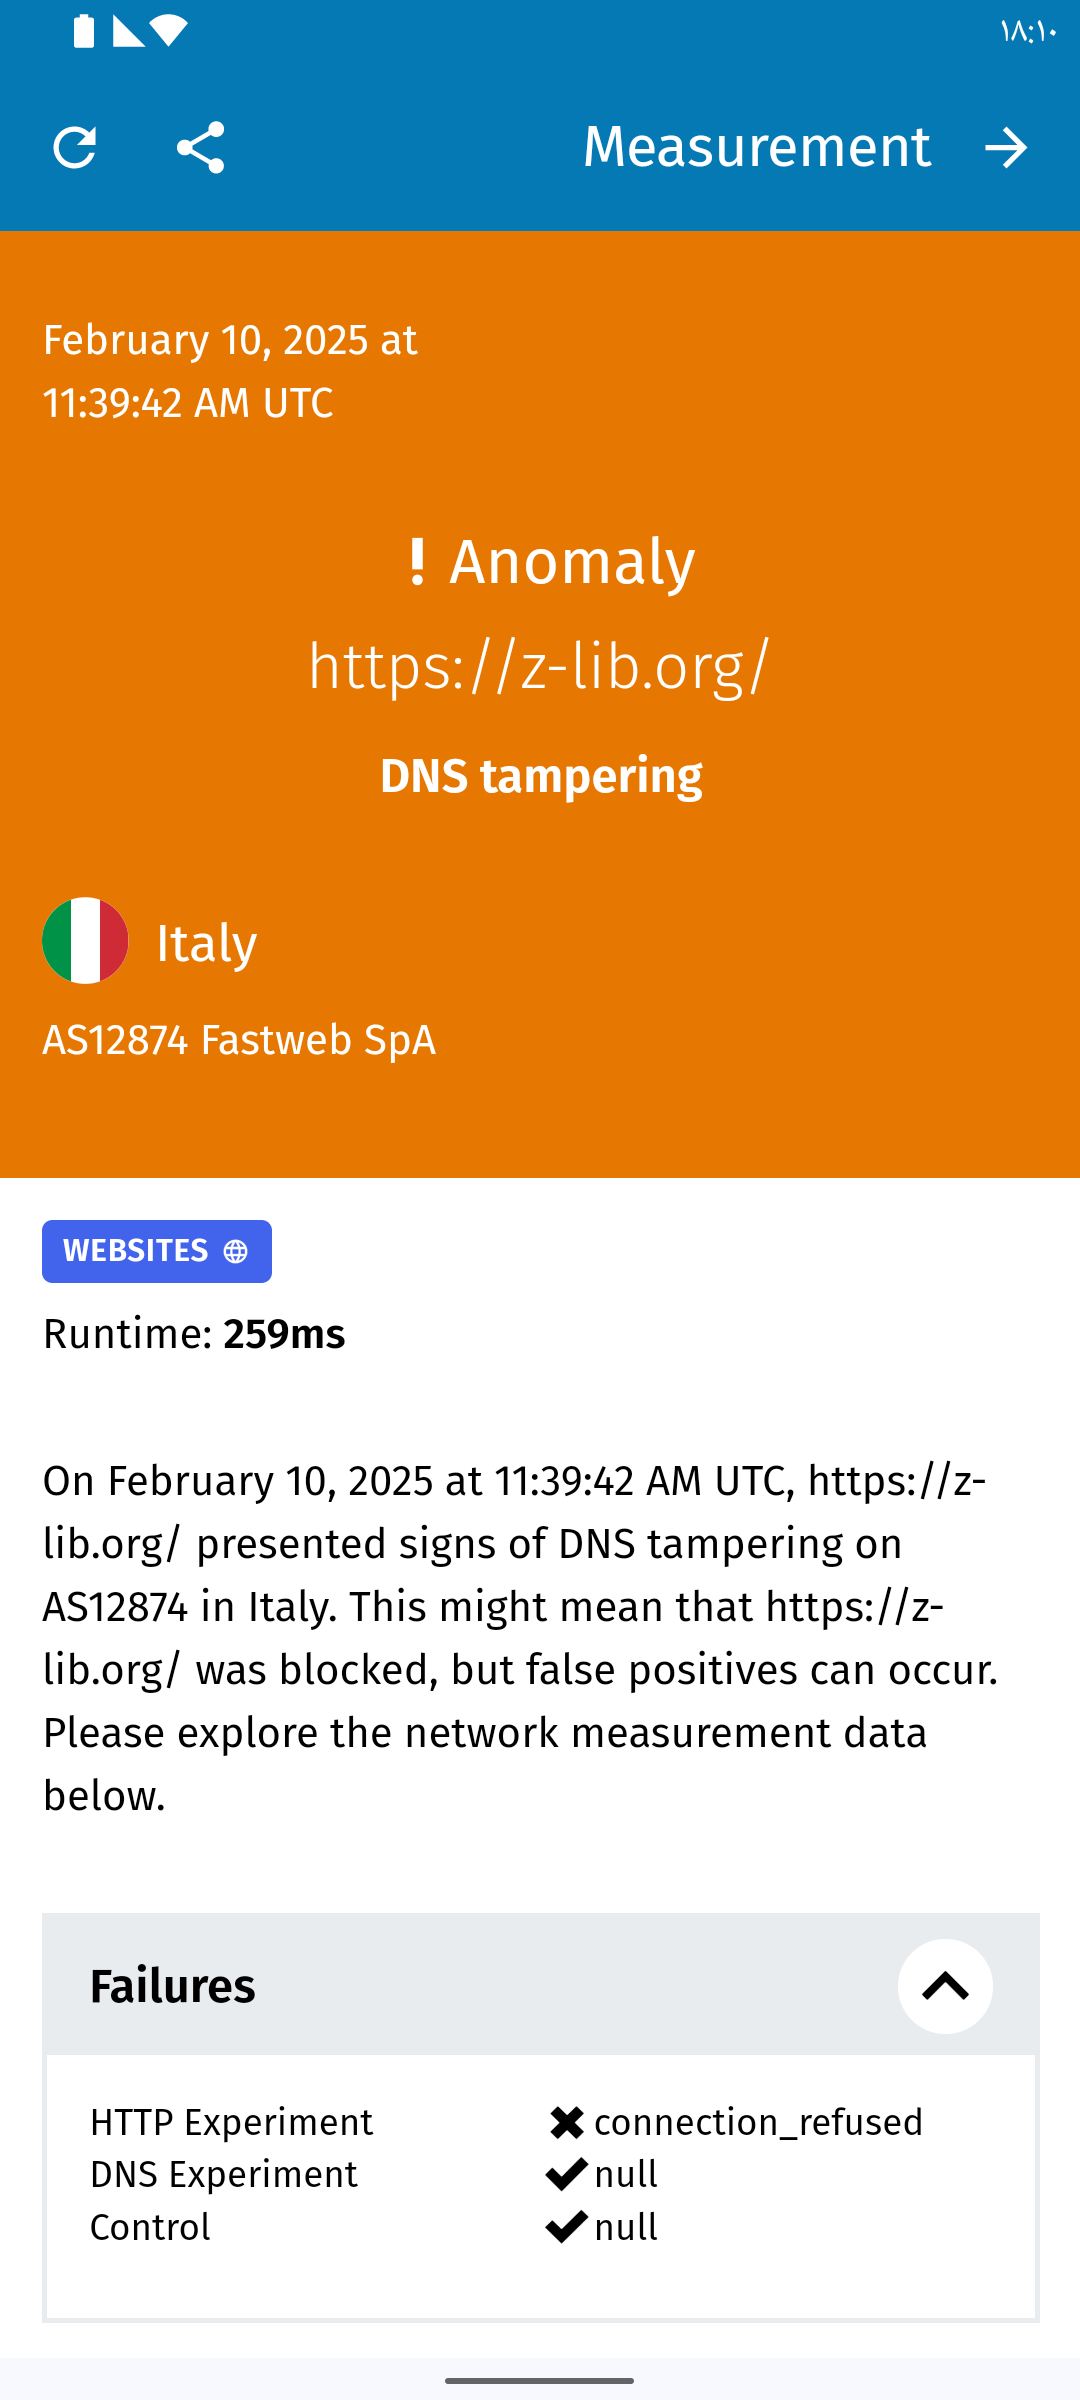 ١٨:١٠
Measurement
February 10, 2025 at
11:39:42 AM UTC
! Anomaly
https://z-lib.org/
DNS tampering
Italy
AS12874 Fastweb SpA
WEBSITES
Runtime: 259ms
On February 10, 2025 at 11:39:42 AM UTC, https://z-
lib.org/ presented signs of DNS tampering on
AS12874 in Italy. This might mean that https://z-
lib.org/ was blocked, but false positives can occur.
Please explore the network measurement data
below.
Failures
HTTP Experiment connection_refused
DNS Experiment null
Control null